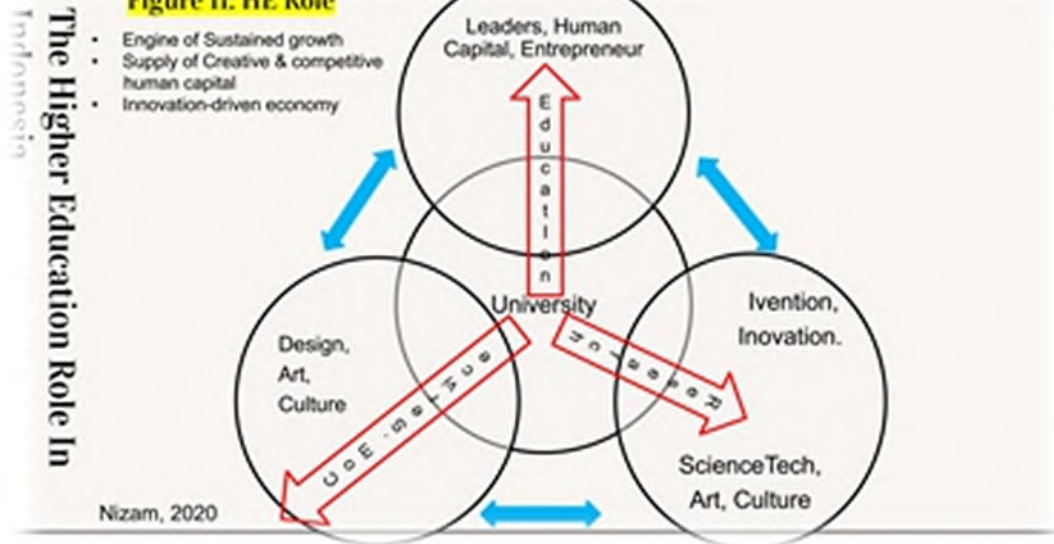 Figure II. HE Role
• Engine of Sustained growth
• Supply of Creative & competitive
human capital
• Innovation-driven economy
The Higher Education Role In
Indonesia
Leaders, Human
Capital, Entrepreneur
Education
University
Ivention,
Inovation.
Research
ScienceTech,
Art, Culture
Design,
Art,
Culture
Nizam, 2020